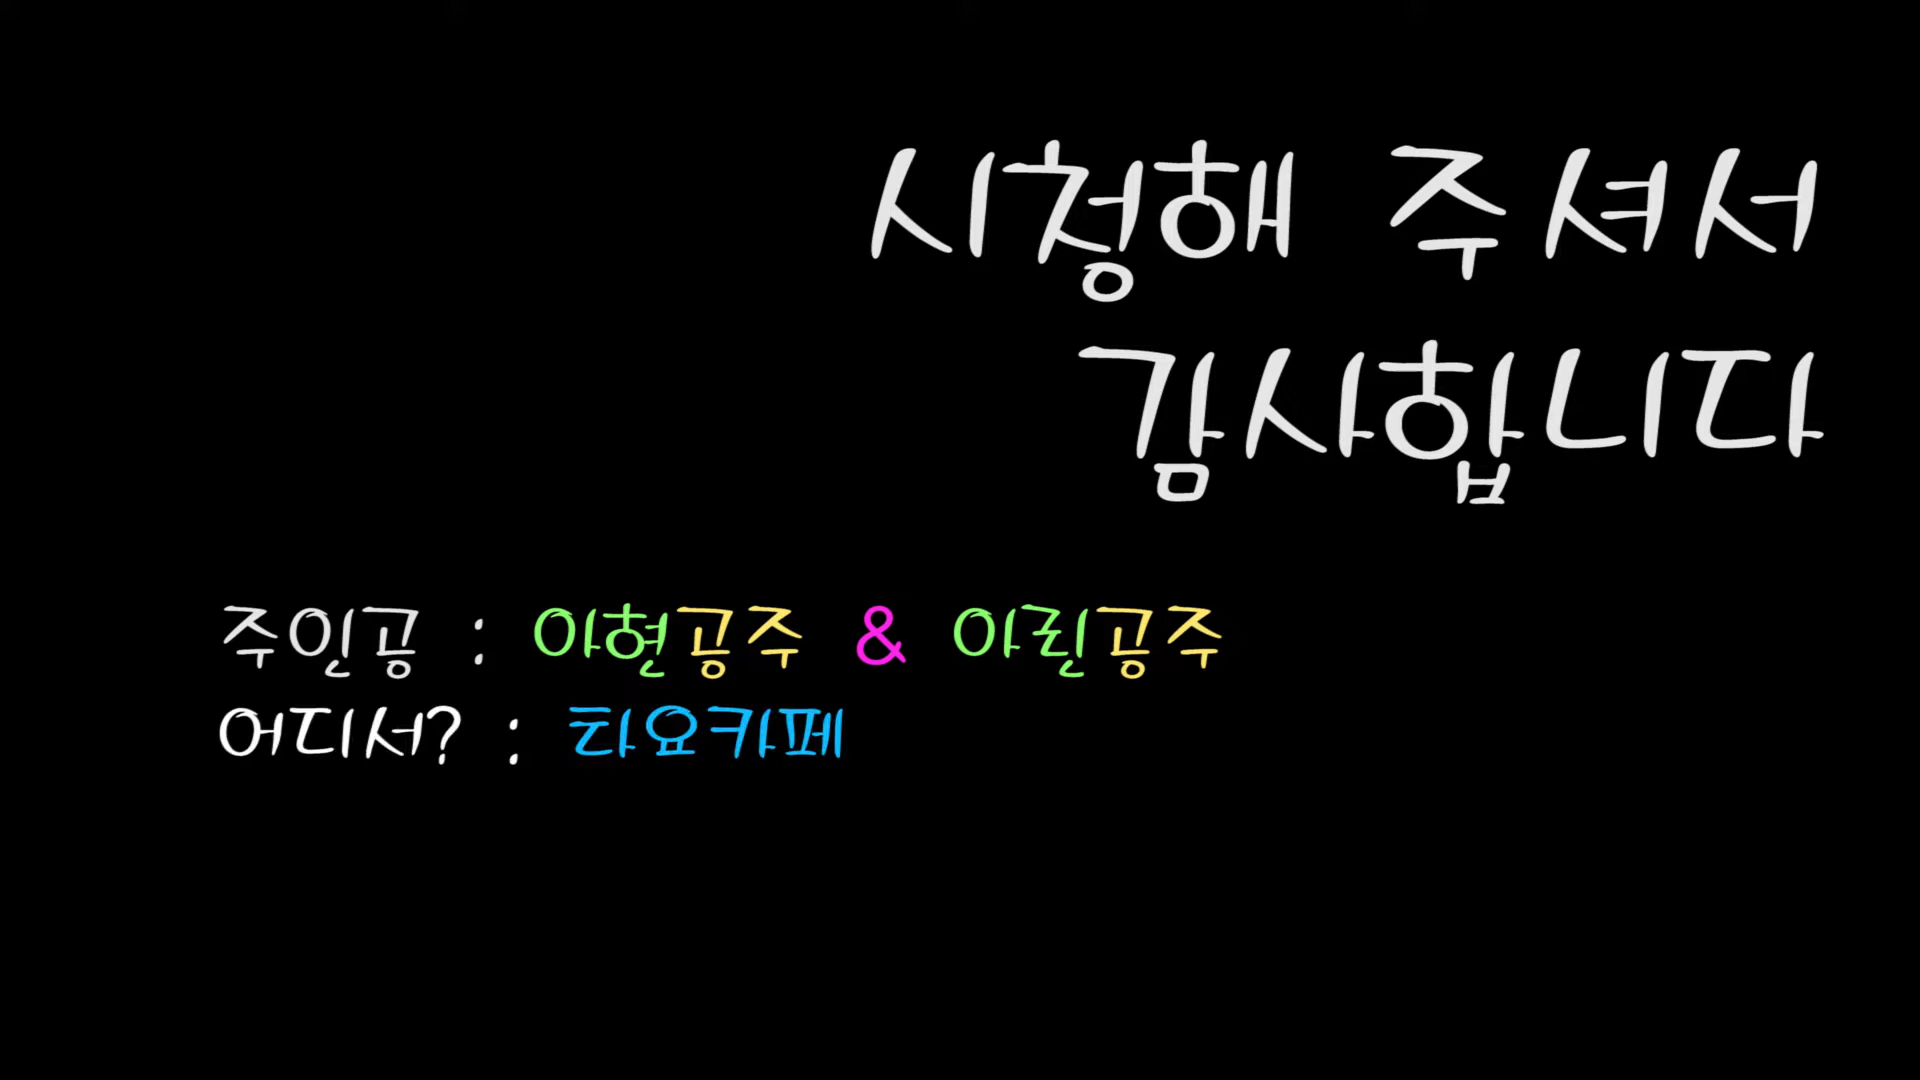 시청해 주셔서
감사합니다
주인공 : 아현공주 & 아린공주
어디서? : 타요카페